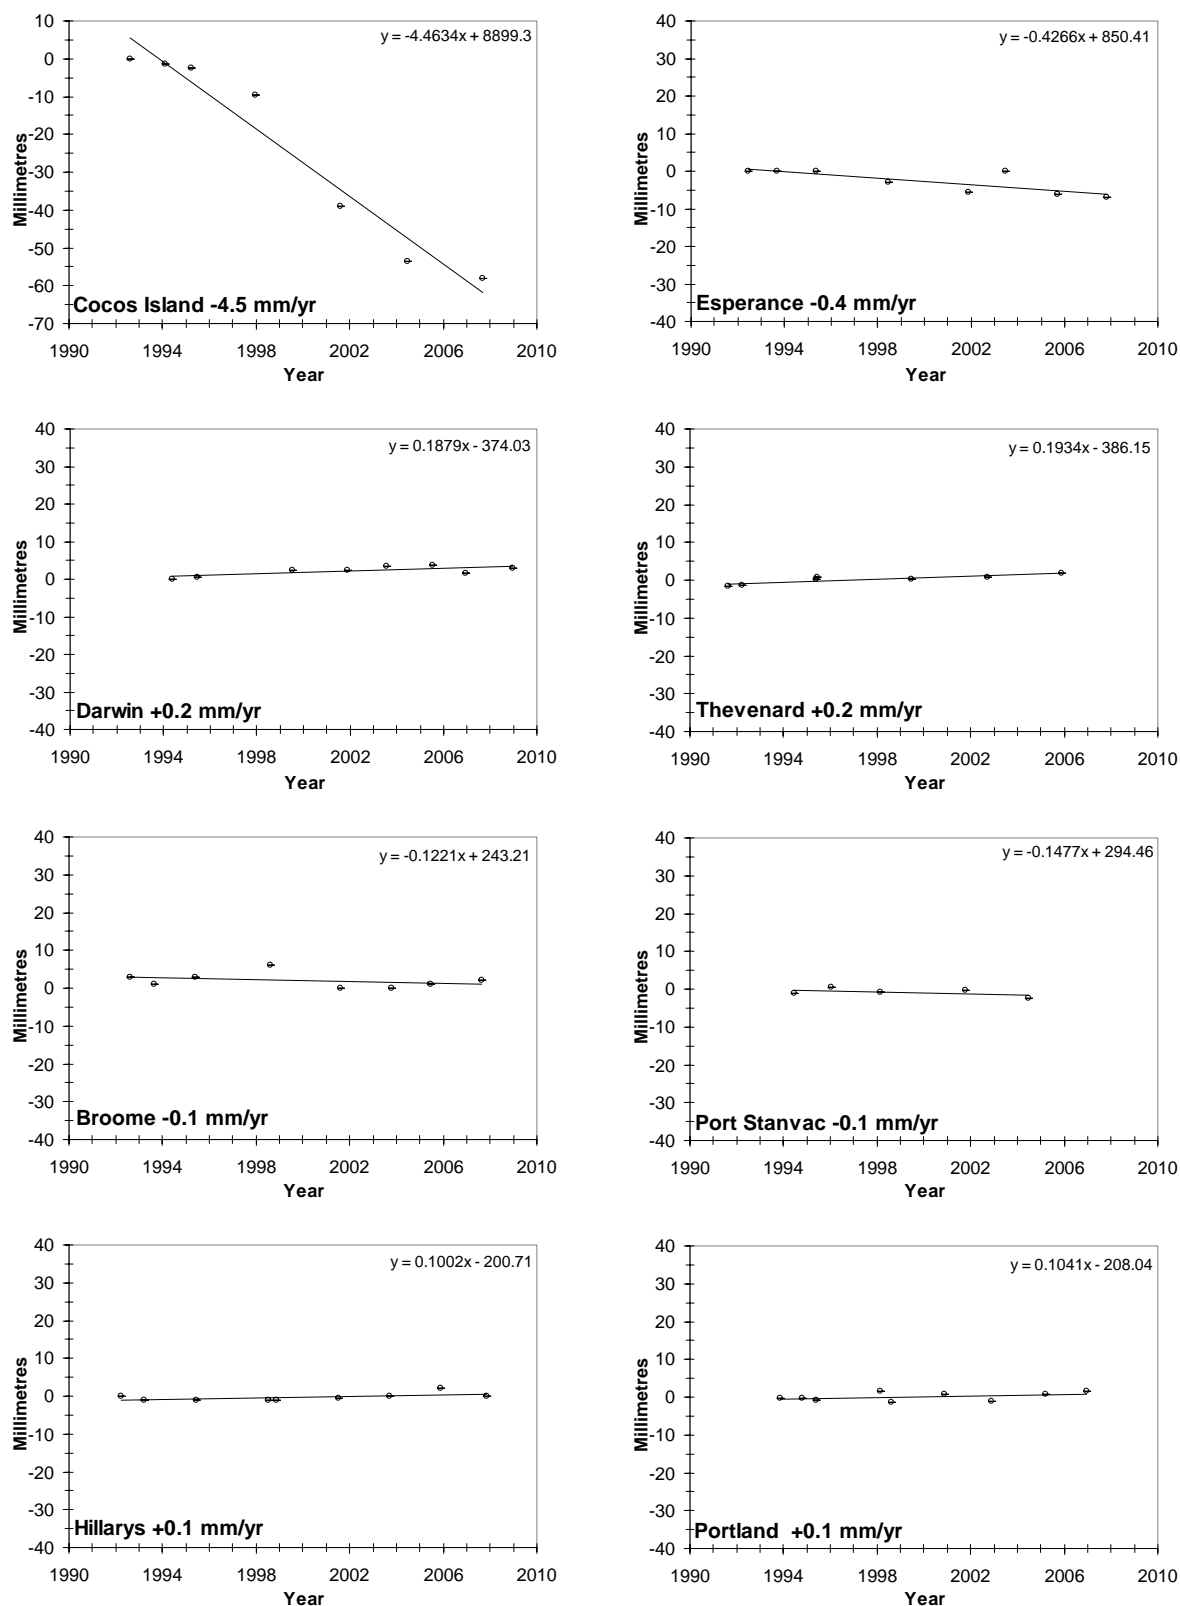 y = -4.4634x + 8899.3
10
0
-10
-20
-30
-40
-50
-60
-70
Millimetres
Cocos Island -4.5 mm/yr
1990 1994 1998 2002 2006 2010
Year
y = -0.4266x + 850.41
40
30
20
10
0
-10
-20
-30
-40
Millimetres
Esperance -0.4 mm/yr
1990 1994 1998 2002 2006 2010
Year
y = 0.1879x - 374.03
40
30
20
10
0
-10
-20
-30
-40
Millimetres
Darwin +0.2 mm/yr
1990 1994 1998 2002 2006 2010
Year
y = 0.1934x - 386.15
40
30
20
10
0
-10
-20
-30
-40
Millimetres
Thevenard +0.2 mm/yr
1990 1994 1998 2002 2006 2010
Year
y = -0.1221x + 243.21
40
30
20
10
0
-10
-20
-30
-40
Millimetres
Broome -0.1 mm/yr
1990 1994 1998 2002 2006 2010
Year
y = -0.1477x + 294.46
40
30
20
10
0
-10
-20
-30
-40
Millimetres
Port Stanvac -0.1 mm/yr
1990 1994 1998 2002 2006 2010
Year
y = 0.1002x - 200.71
40
30
20
10
0
-10
-20
-30
-40
Millimetres
Hillarys +0.1 mm/yr
1990 1994 1998 2002 2006 2010
Year
y = 0.1041x - 208.04
40
30
20
10
0
-10
-20
-30
-40
Millimetres
Portland +0.1 mm/yr
1990 1994 1998 2002 2006 2010
Year